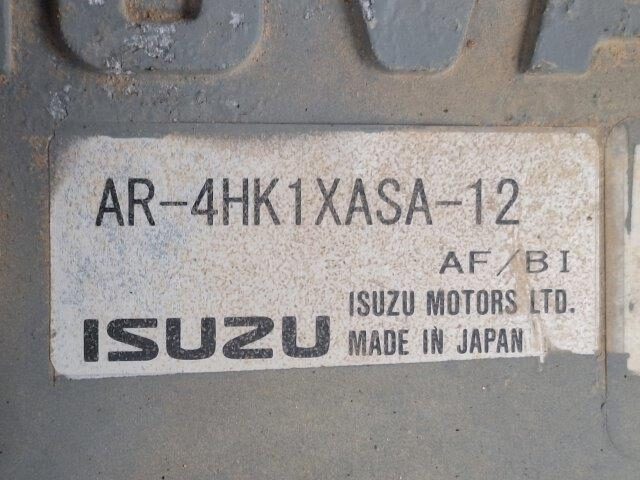 AR-4HK1XASA-12
AF/BI
ISUZU MOTORS LTD.
ISUZU MADE IN JAPAN